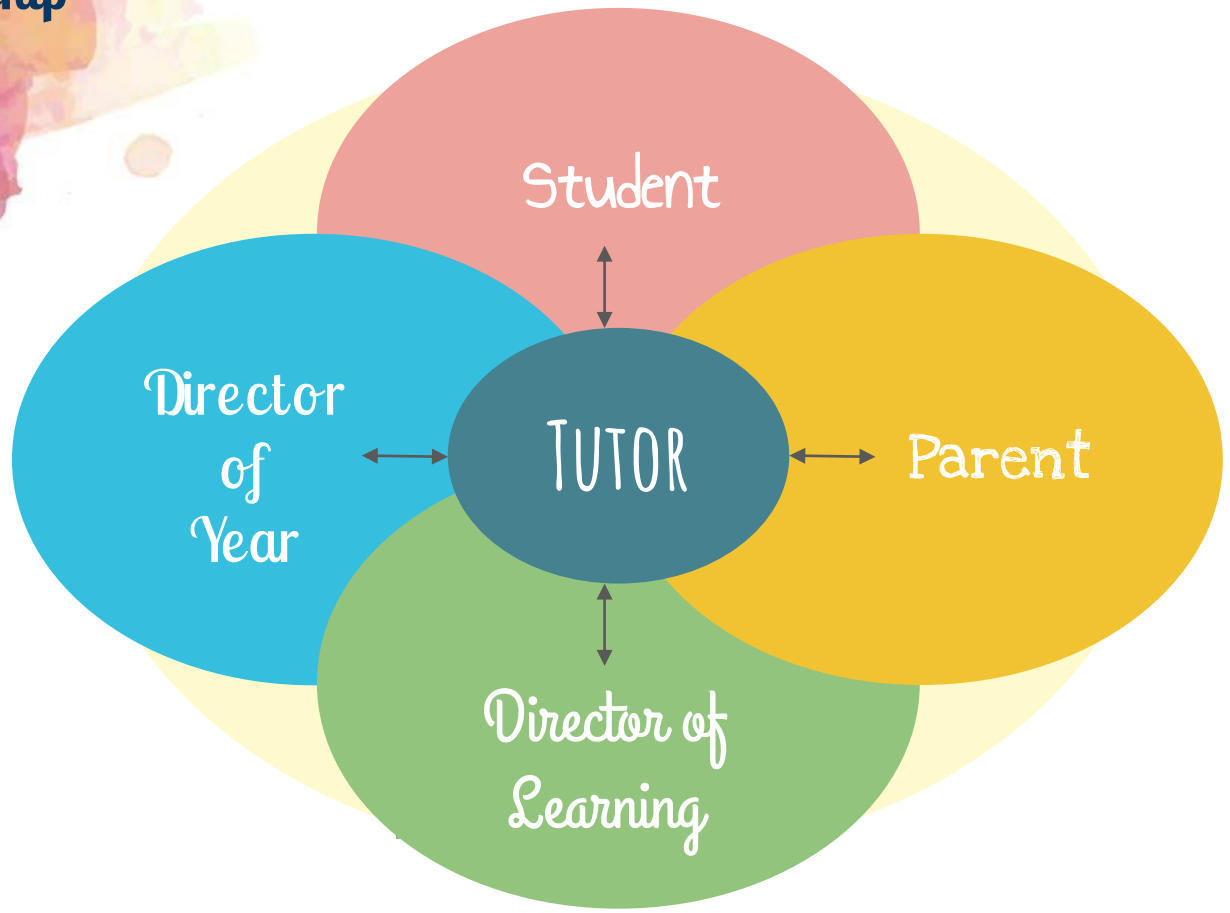 Student
Director
of
Year
TUTOR
Parent
Director of
Learning